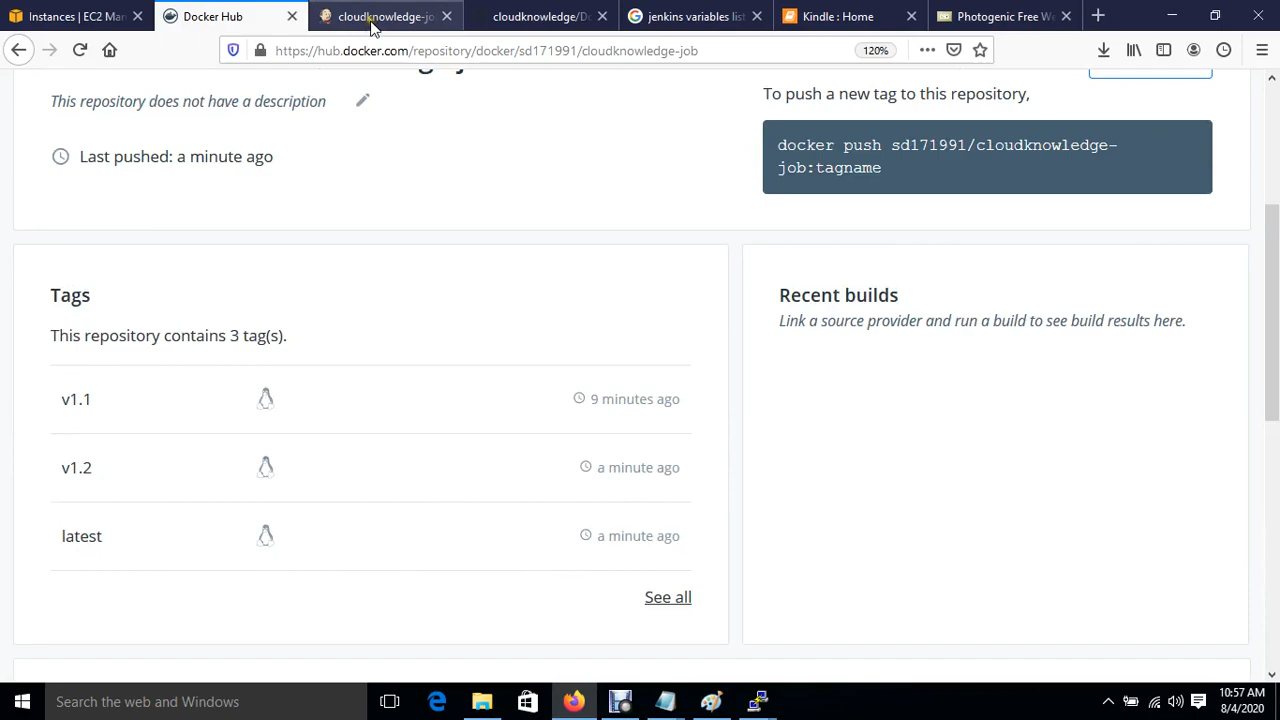 Instances | EC2 Man
Docker Hub
cloudknowledge-jo
cloudknowledge/Do
jenkins variables list
Kindle : Home
Photogenic Free We
https://hub.docker.com/repository/docker/sd171991/cloudknowledge-job
120%
This repository does not have a description
To push a new tag to this repository,
Last pushed: a minute ago
docker push sd171991/cloudknowledge-
job:tagname
Tags
Recent builds
This repository contains 3 tag(s).
Link a source provider and run a build to see build results here.
v1.1
9 minutes ago
v1.2
a minute ago
latest
a minute ago
See all
Search the web and Windows
10:57 AM
8/4/2020